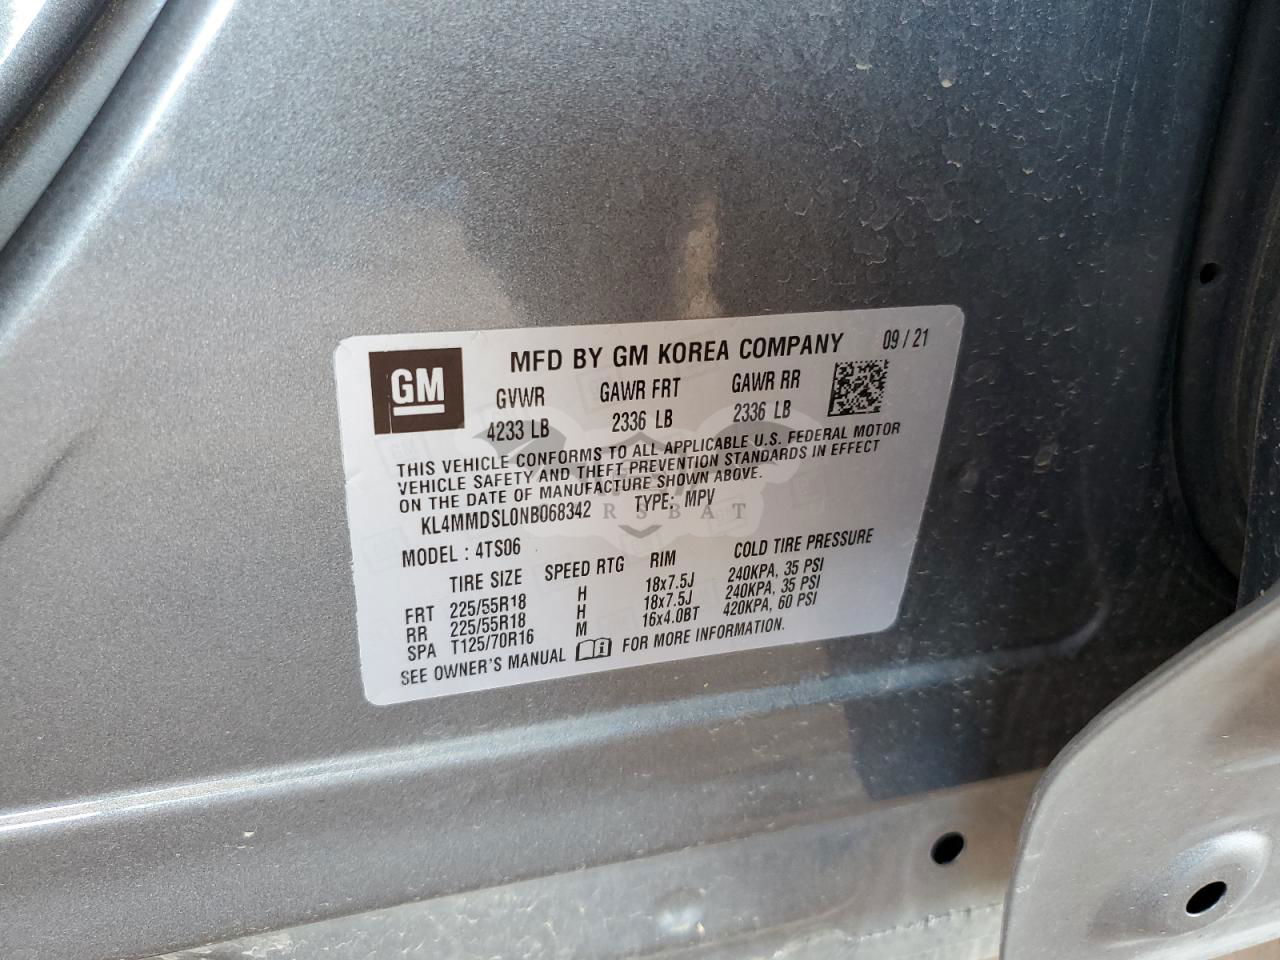 GM
MFD BY GM KOREA COMPANY 09 / 21
GVWR GAWR FRT GAWR RR
4233 LB 2336 LB 2336 LB
THIS VEHICLE CONFORMS TO ALL APPLICABLE U.S. FEDERAL MOTOR
VEHICLE SAFETY AND THEFT PREVENTION STANDARDS IN EFFECT
ON THE DATE OF MANUFACTURE SHOWN ABOVE.
KL4MMDSL0NB068342 TYPE: MPV
RSBAT
MODEL : 4TS06
TIRE SIZE SPEED RTG RIM COLD TIRE PRESSURE
FRT 225/55R18 H 18x7.5J 240KPA, 35 PSI
RR 225/55R18 H 18x7.5J 240KPA, 35 PSI
SPA T125/70R16 M 16x4.0BT 420KPA, 60 PSI
SEE OWNER'S MANUAL i FOR MORE INFORMATION.